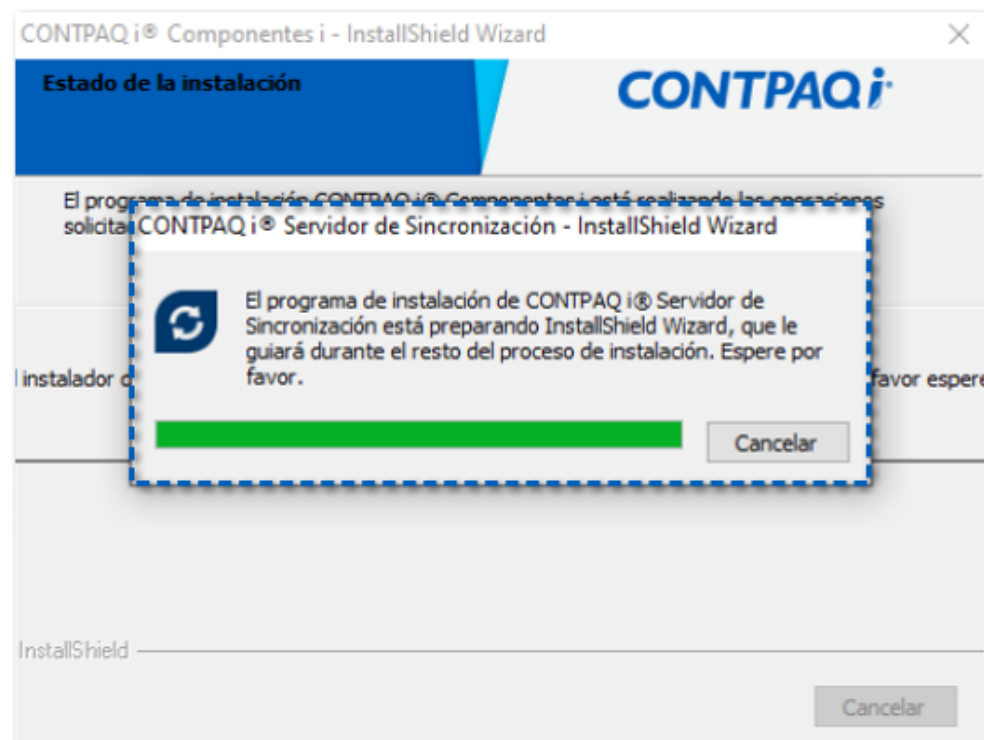 CONTPAQ i® Componentes i - InstallShield Wizard
Estado de la instalación
CONTPAQi
El programa de instalación CONTPAQ i® Componentes i está realizando las operaciones
solicita
CONTPAQ i® Servidor de Sincronización - InstallShield Wizard
El programa de instalación de CONTPAQ i® Servidor de
Sincronización está preparando InstallShield Wizard, que le
guiará durante el resto del proceso de instalación. Espere por
favor.
instalador d
favor espere
Cancelar
InstallShield
Cancelar